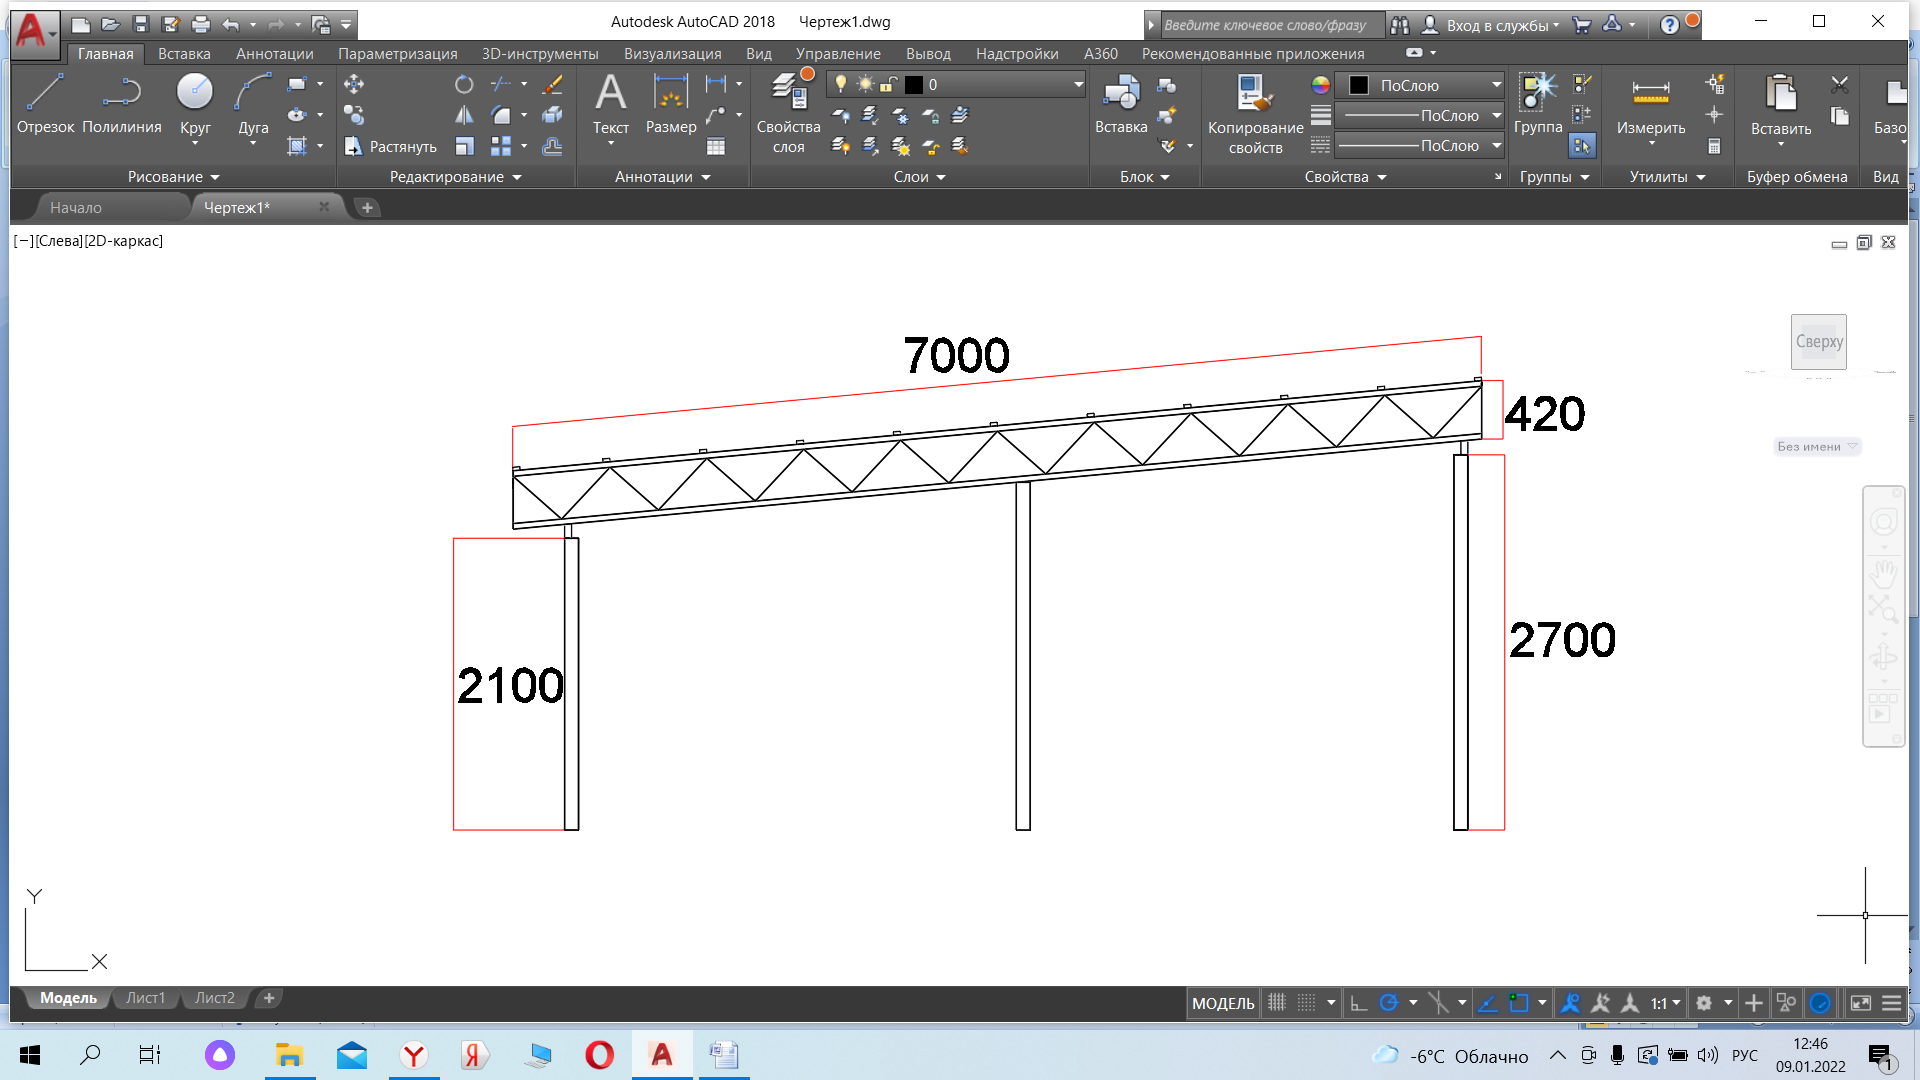 Autodesk AutoCAD 2018 Чертеж1.dwg
Введите ключевое слово/фразу
Вход в службы
Главная Вставка Аннотации Параметризация 3D-инструменты Визуализация Вид Управление Вывод Надстройки A360 Рекомендованные приложения
Отрезок Полилиния Круг Дуга
Растянуть
Текст Размер
Свойства слоя
0
Вставка
Копирование свойств
ПоСлою
ПоСлою
ПоСлою
Группа
Измерить
Вставить
Базо
Рисование Редактирование Аннотации Слои Блок Свойства Группы Утилиты Буфер обмена Вид
Начало Чертеж1*
[−][Слева][2D-каркас]
Сверху
7000
420
Без имени
2700
2100
Y
X
Модель Лист1 Лист2
МОДЕЛЬ
1:1
-6°C Облачно
РУС
12:46
09.01.2022
1